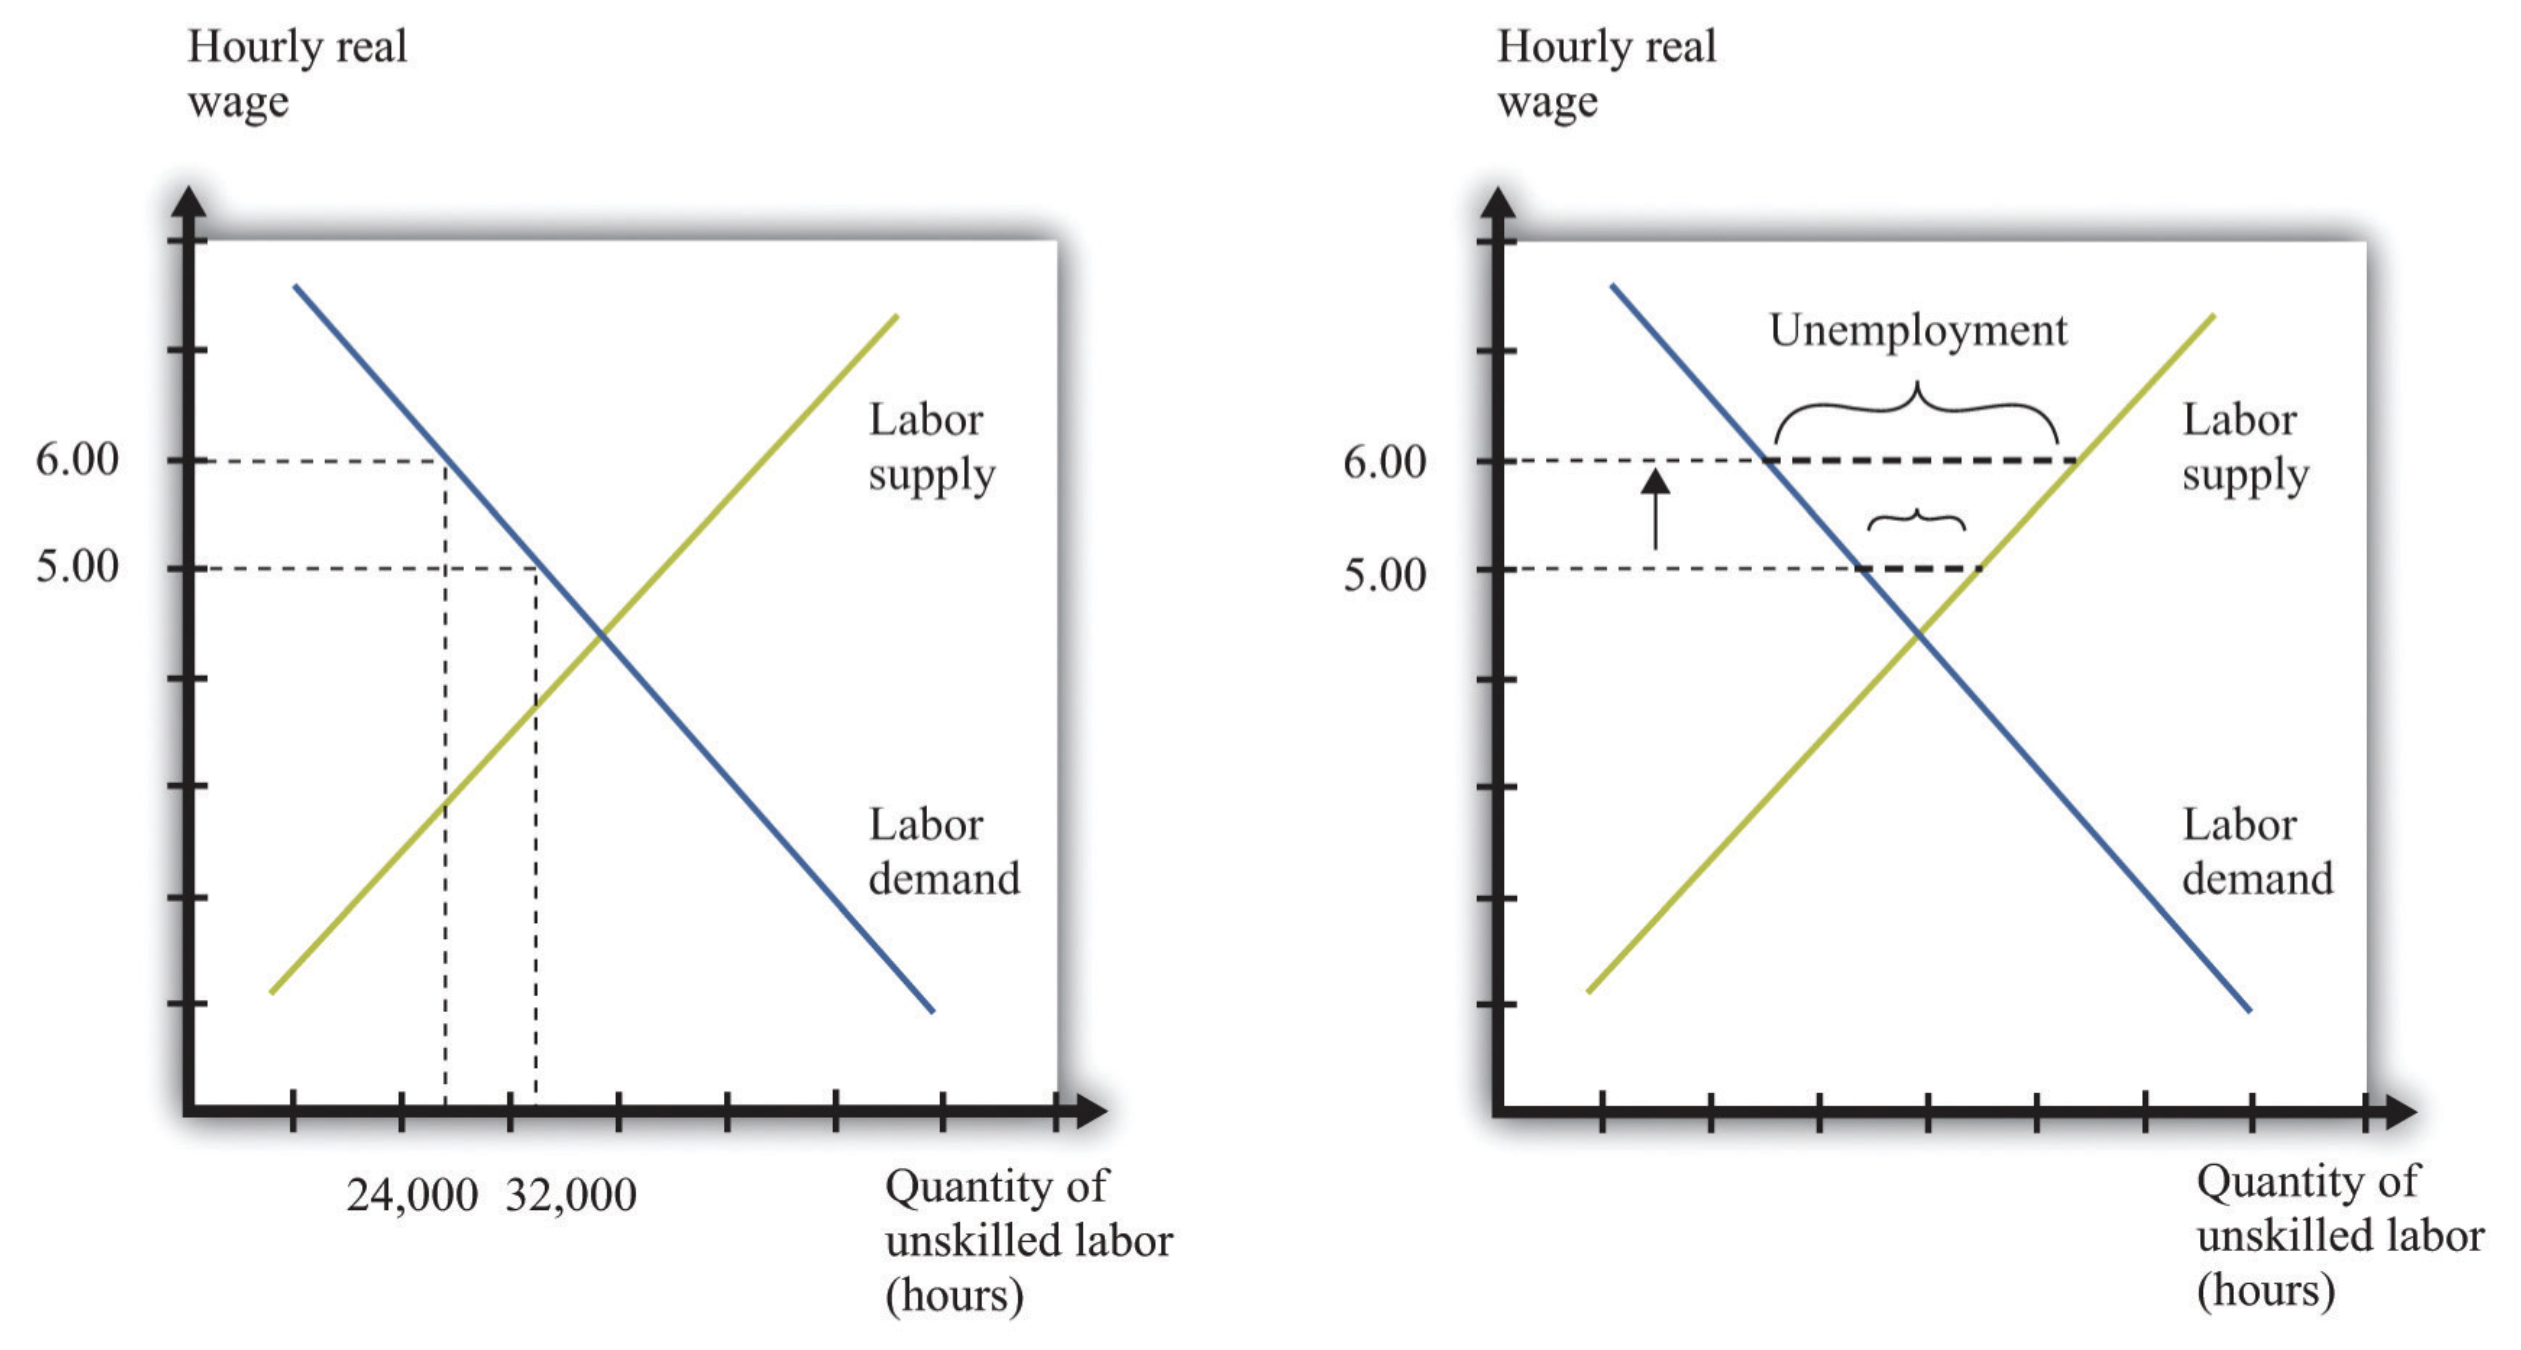 Hourly real
wage
6.00
5.00
Labor
supply
Labor
demand
24,000 32,000
Quantity of
unskilled labor
(hours)
Hourly real
wage
Unemployment
6.00
5.00
Labor
supply
Labor
demand
Quantity of
unskilled labor
(hours)